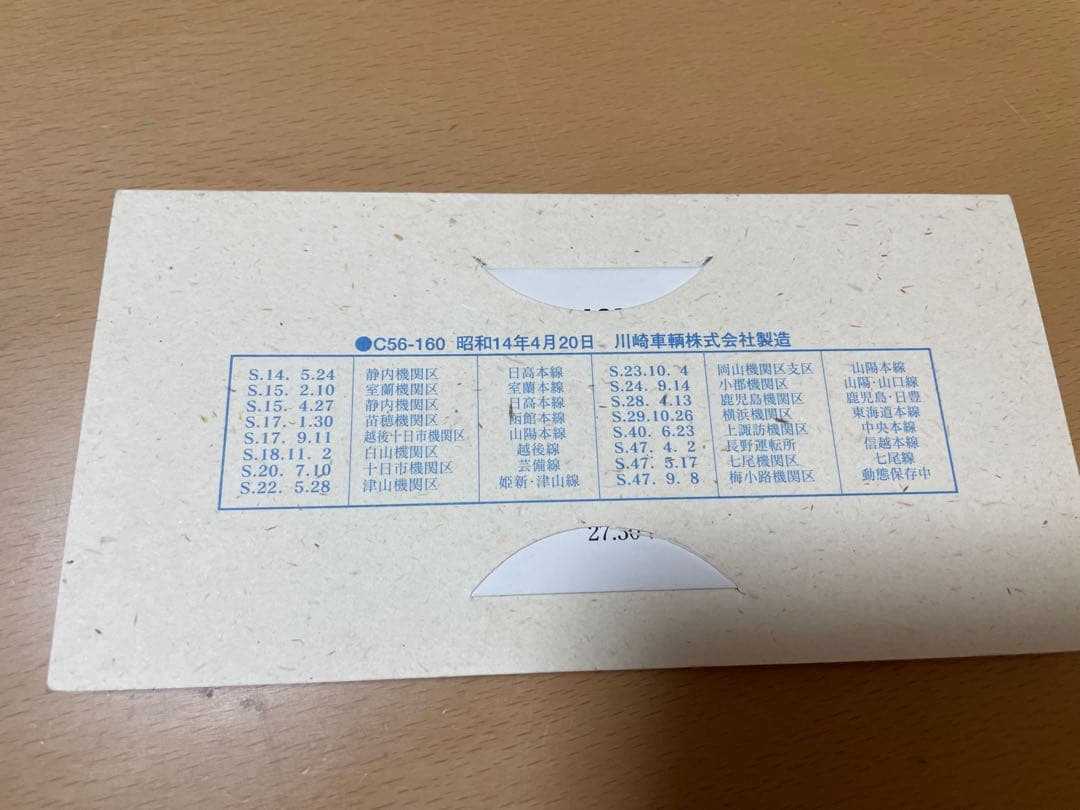 ●C56-160 昭和14年4月20日 川崎車輌株式会社製造
S.14. 5.24 静内機関区 日高本線 S.23.10. 4 岡山機関区支区 山陽本線
S.15. 2.10 室蘭機関区 室蘭本線 S.24. 9.14 小郡機関区 山陽・山口線
S.15. 4.27 静内機関区 日高本線 S.28. 4.13 鹿児島機関区 鹿児島・日豊
S.17. 1.30 苗穂機関区 函館本線 S.29.10.26 横浜機関区 東海道本線
S.17. 9.11 越後十日市機関区 山陽本線 S.40. 6.23 上諏訪機関区 中央本線
S.18.11. 2 白山機関区 越後線 S.47. 4. 2 長野運転所 信越本線
S.20. 7.10 十日市機関区 芸備線 S.47. 5.17 七尾機関区 七尾線
S.22. 5.28 津山機関区 姫新・津山線 S.47. 9. 8 梅小路機関区 動態保存中
27.30